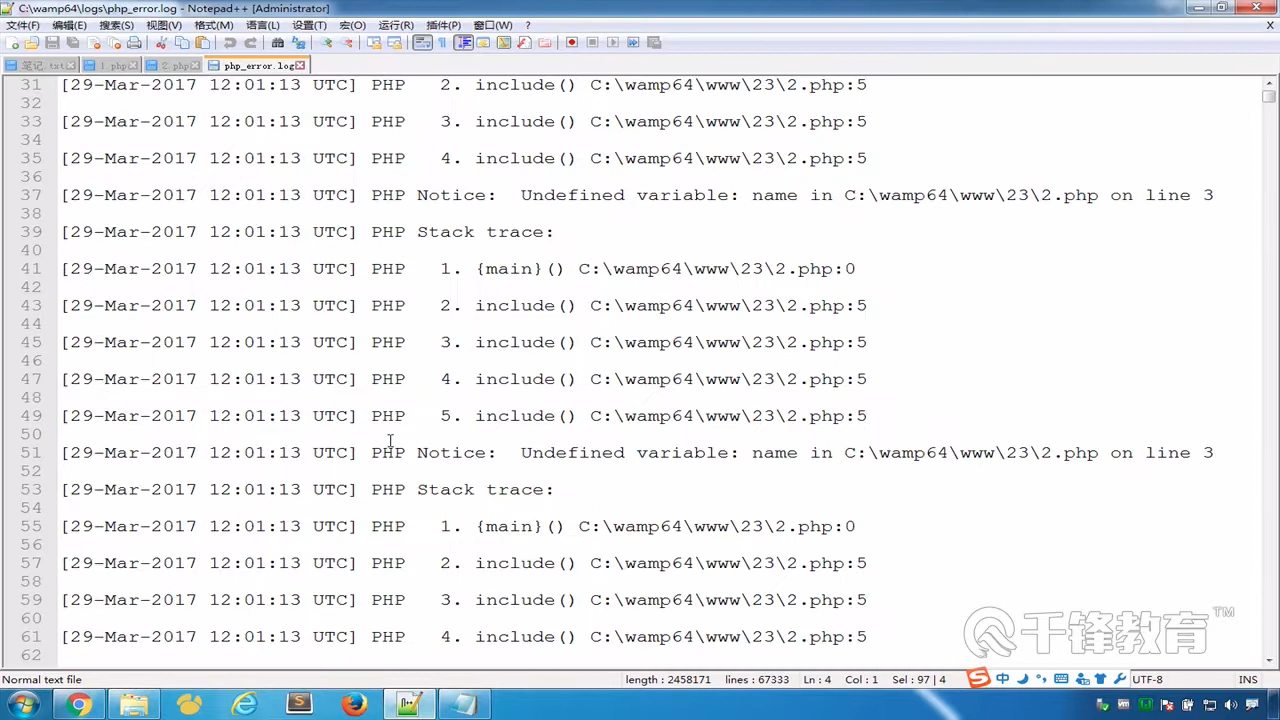 C:\wamp64\logs\php_error.log - Notepad++ [Administrator]
文件(F) 编辑(E) 搜索(S) 视图(V) 格式(M) 语言(L) 设置(T) 宏(O) 运行(R) 插件(P) 窗口(W) ? X
笔记.txt 1.php 2.php php_error.log
31 [29-Mar-2017 12:01:13 UTC] PHP 2. include() C:\wamp64\www\23\2.php:5
32
33 [29-Mar-2017 12:01:13 UTC] PHP 3. include() C:\wamp64\www\23\2.php:5
34
35 [29-Mar-2017 12:01:13 UTC] PHP 4. include() C:\wamp64\www\23\2.php:5
36
37 [29-Mar-2017 12:01:13 UTC] PHP Notice: Undefined variable: name in C:\wamp64\www\23\2.php on line 3
38
39 [29-Mar-2017 12:01:13 UTC] PHP Stack trace:
40
41 [29-Mar-2017 12:01:13 UTC] PHP 1. {main}() C:\wamp64\www\23\2.php:0
42
43 [29-Mar-2017 12:01:13 UTC] PHP 2. include() C:\wamp64\www\23\2.php:5
44
45 [29-Mar-2017 12:01:13 UTC] PHP 3. include() C:\wamp64\www\23\2.php:5
46
47 [29-Mar-2017 12:01:13 UTC] PHP 4. include() C:\wamp64\www\23\2.php:5
48
49 [29-Mar-2017 12:01:13 UTC] PHP 5. include() C:\wamp64\www\23\2.php:5
50
51 [29-Mar-2017 12:01:13 UTC] PHP Notice: Undefined variable: name in C:\wamp64\www\23\2.php on line 3
52
53 [29-Mar-2017 12:01:13 UTC] PHP Stack trace:
54
55 [29-Mar-2017 12:01:13 UTC] PHP 1. {main}() C:\wamp64\www\23\2.php:0
56
57 [29-Mar-2017 12:01:13 UTC] PHP 2. include() C:\wamp64\www\23\2.php:5
58
59 [29-Mar-2017 12:01:13 UTC] PHP 3. include() C:\wamp64\www\23\2.php:5
60
61 [29-Mar-2017 12:01:13 UTC] PHP 4. include() C:\wamp64\www\23\2.php:5
62
千锋教育™
Normal text file length : 2458171 lines : 67333 Ln : 4 Col : 1 Sel : 97 | 4 中 UTF-8 INS